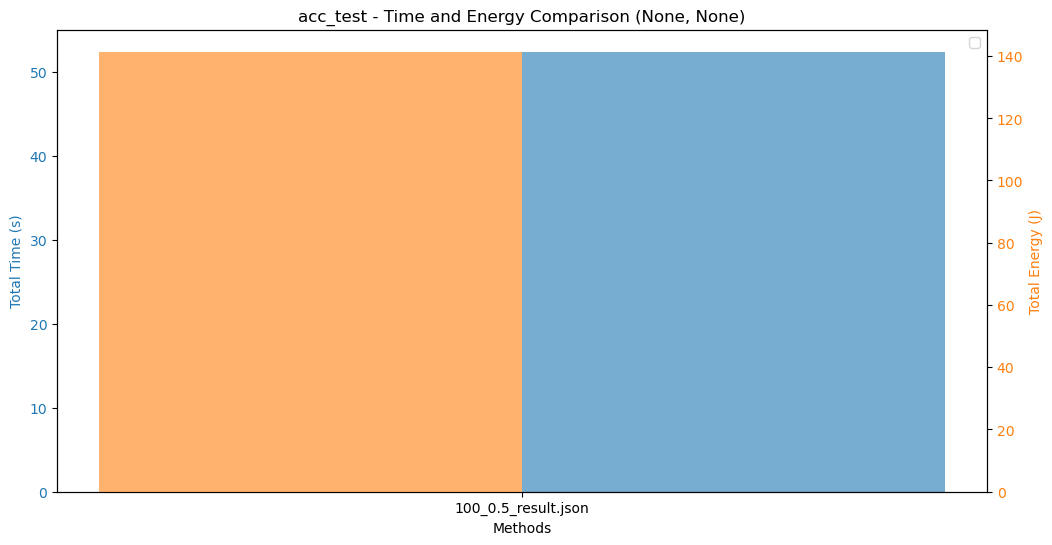 acc_test - Time and Energy Comparison (None, None)
Total Time (s)
50
40
30
20
10
0
140
120
100
80
60
40
20
0
Total Energy (J)
100_0.5_result.json
Methods